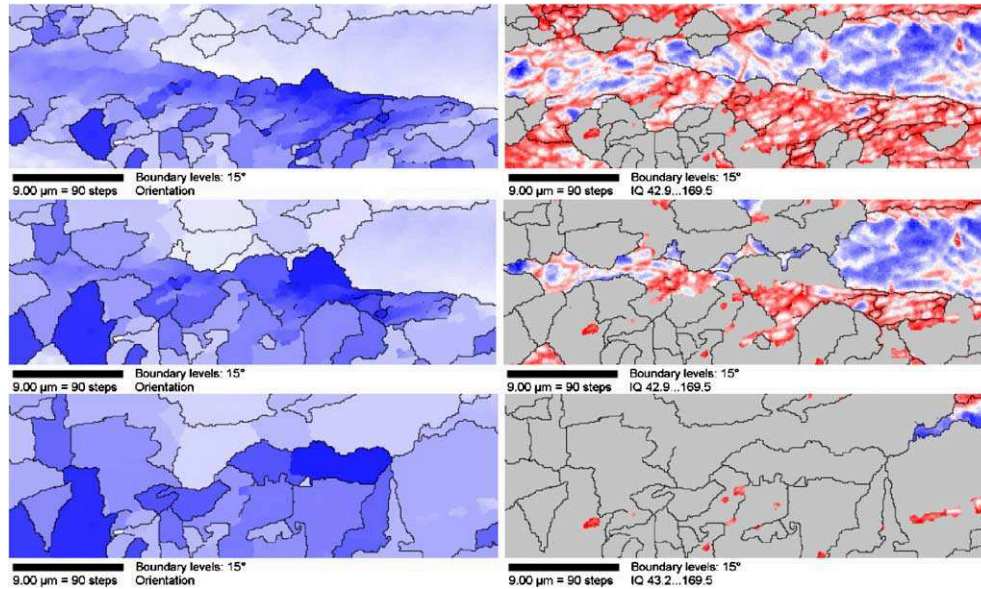 Boundary levels: 15°
9.00 µm = 90 steps Orientation
Boundary levels: 15°
9.00 µm = 90 steps IQ 42.9...169.5
Boundary levels: 15°
9.00 µm = 90 steps Orientation
Boundary levels: 15°
9.00 µm = 90 steps IQ 42.9...169.5
Boundary levels: 15°
9.00 µm = 90 steps Orientation
Boundary levels: 15°
9.00 µm = 90 steps IQ 43.2...169.5